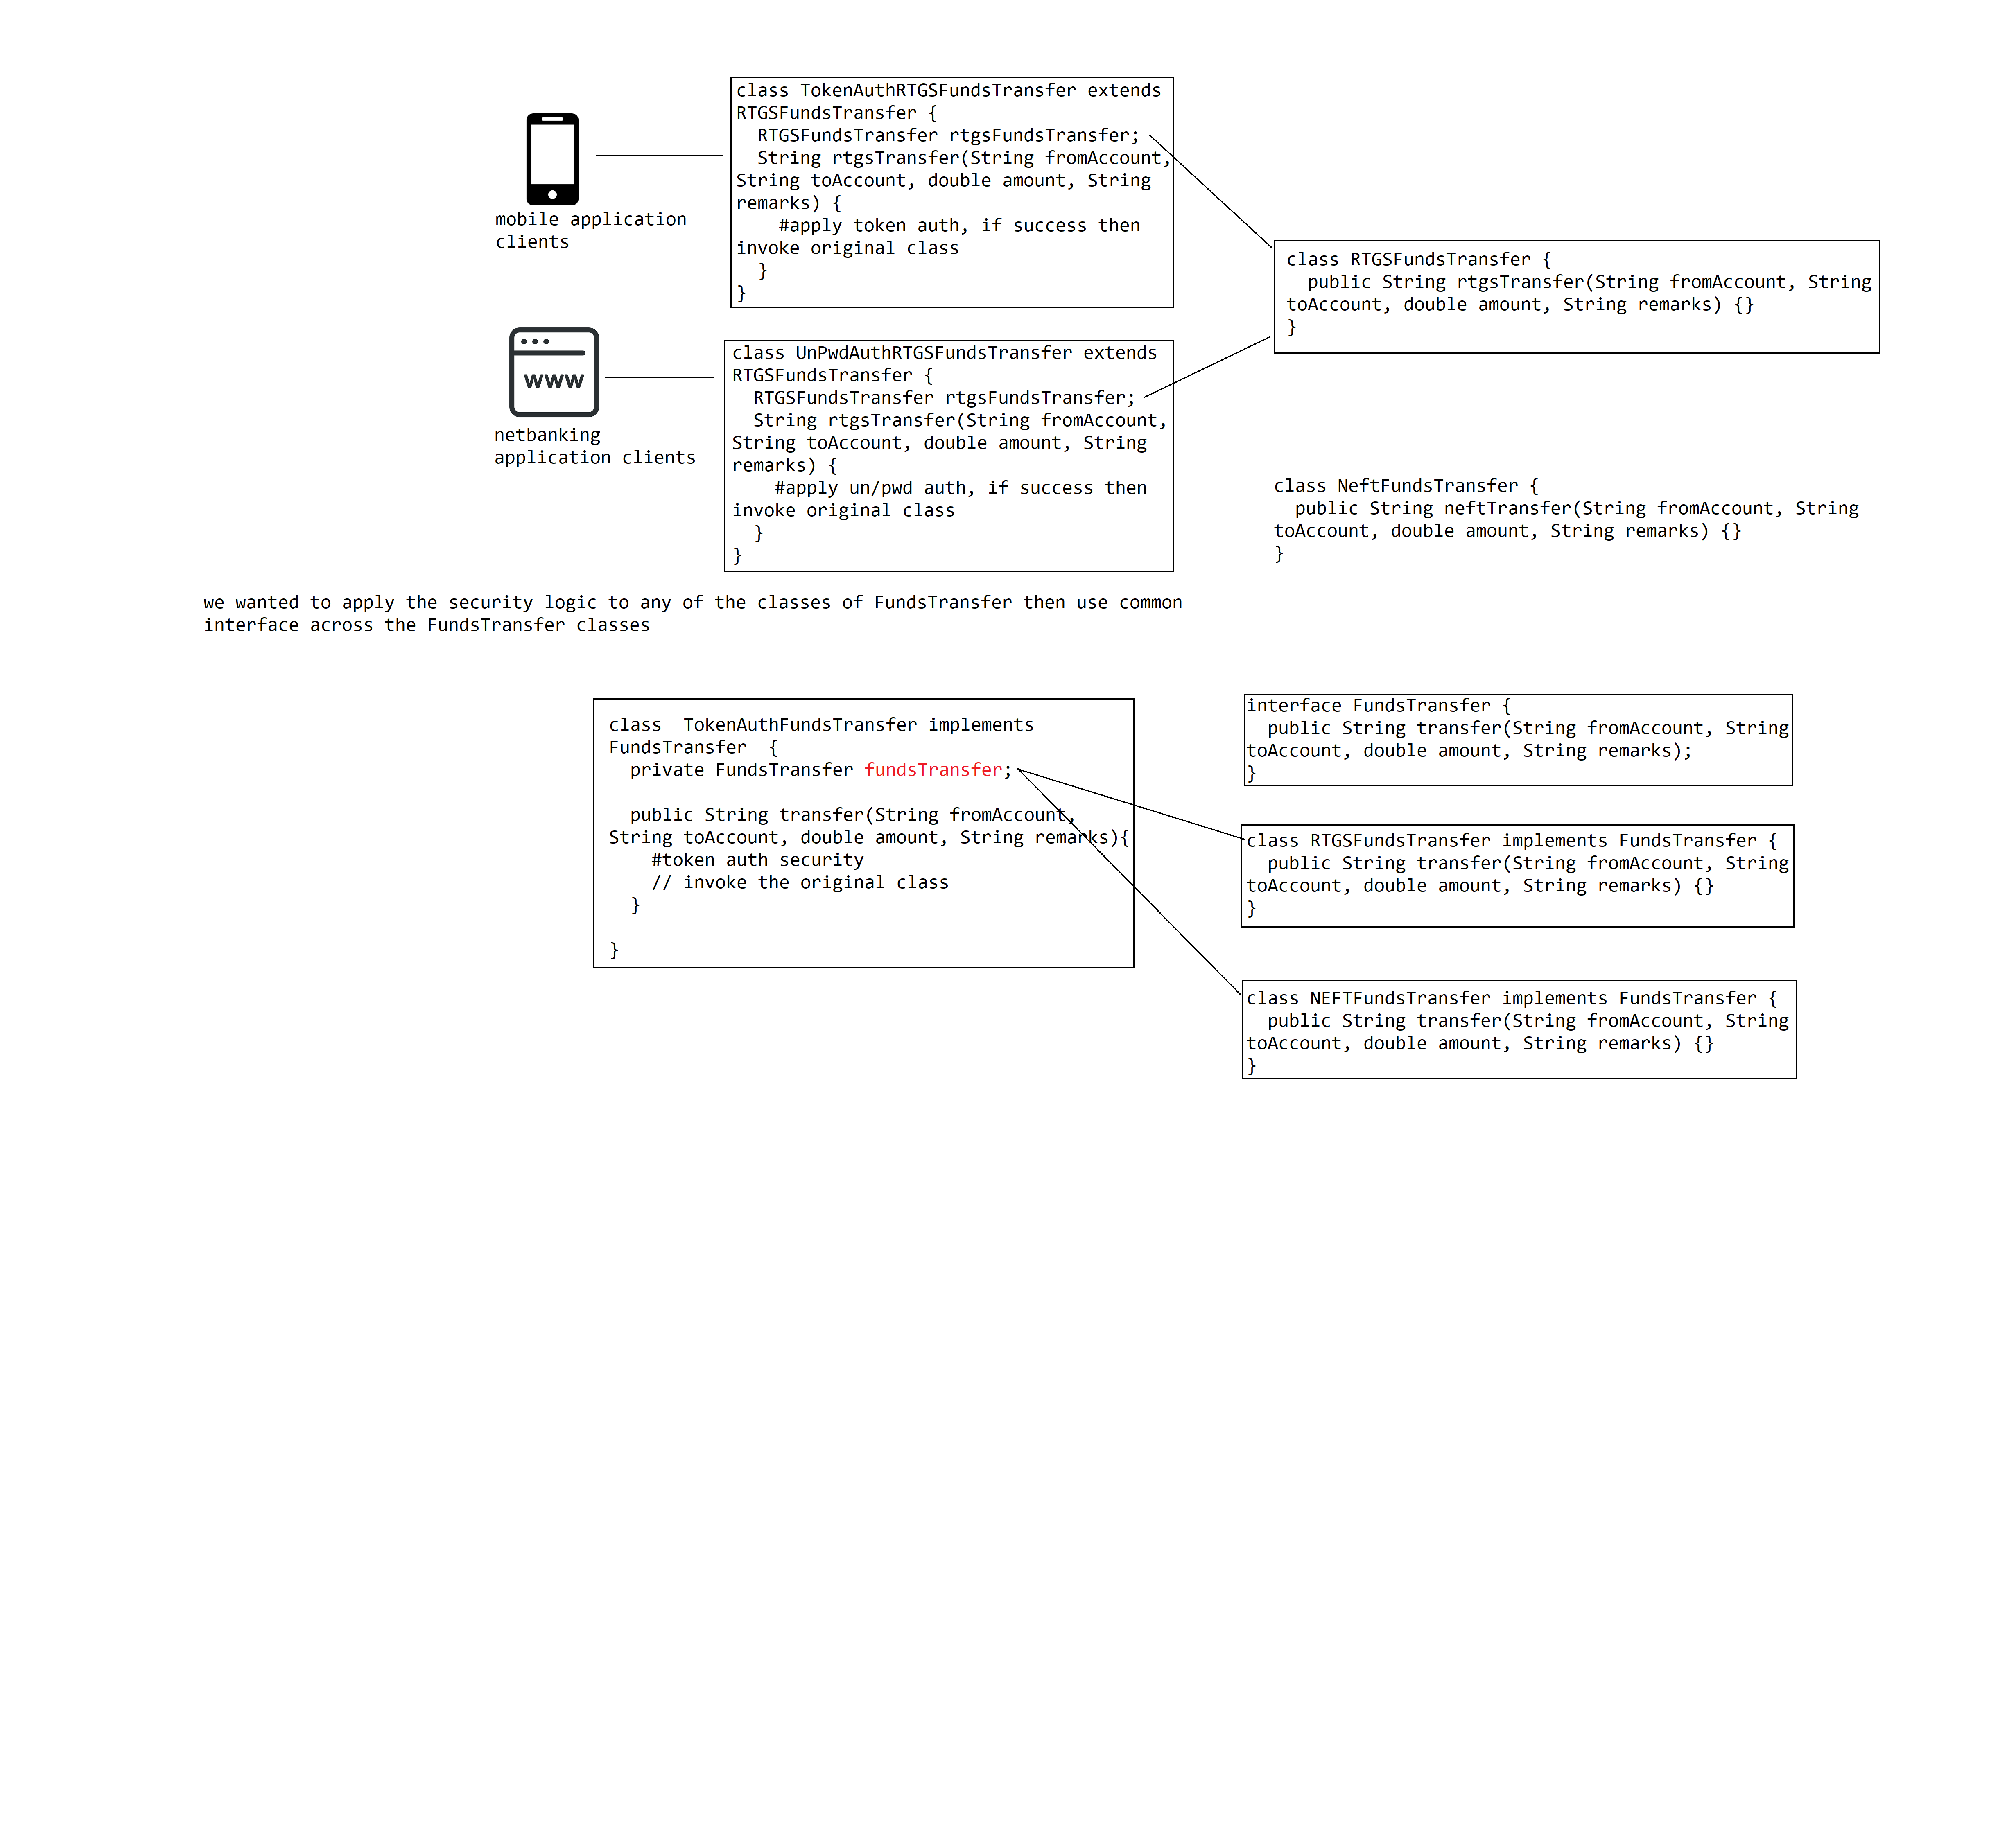 class TokenAuthRTGSFundsTransfer extends
RTGSFundsTransfer {
  RTGSFundsTransfer rtgsFundsTransfer;
  String rtgsTransfer(String fromAccount,
String toAccount, double amount, String
remarks) {
    #apply token auth, if success then
invoke original class
  }
}
mobile application
clients
class RTGSFundsTransfer {
  public String rtgsTransfer(String fromAccount, String
toAccount, double amount, String remarks) {}
}
www
netbanking
application clients
class UnPwdAuthRTGSFundsTransfer extends
RTGSFundsTransfer {
  RTGSFundsTransfer rtgsFundsTransfer;
  String rtgsTransfer(String fromAccount,
String toAccount, double amount, String
remarks) {
    #apply un/pwd auth, if success then
invoke original class
  }
}
class NeftFundsTransfer {
  public String neftTransfer(String fromAccount, String
toAccount, double amount, String remarks) {}
}
we wanted to apply the security logic to any of the classes of FundsTransfer then use common
interface across the FundsTransfer classes
class  TokenAuthFundsTransfer implements
FundsTransfer  {
  private FundsTransfer fundsTransfer;
  public String transfer(String fromAccount,
String toAccount, double amount, String remarks){
    #token auth security
    // invoke the original class
  }
}
interface FundsTransfer {
  public String transfer(String fromAccount, String
toAccount, double amount, String remarks);
}
class RTGSFundsTransfer implements FundsTransfer {
  public String transfer(String fromAccount, String
toAccount, double amount, String remarks) {}
}
class NEFTFundsTransfer implements FundsTransfer {
  public String transfer(String fromAccount, String
toAccount, double amount, String remarks) {}
}